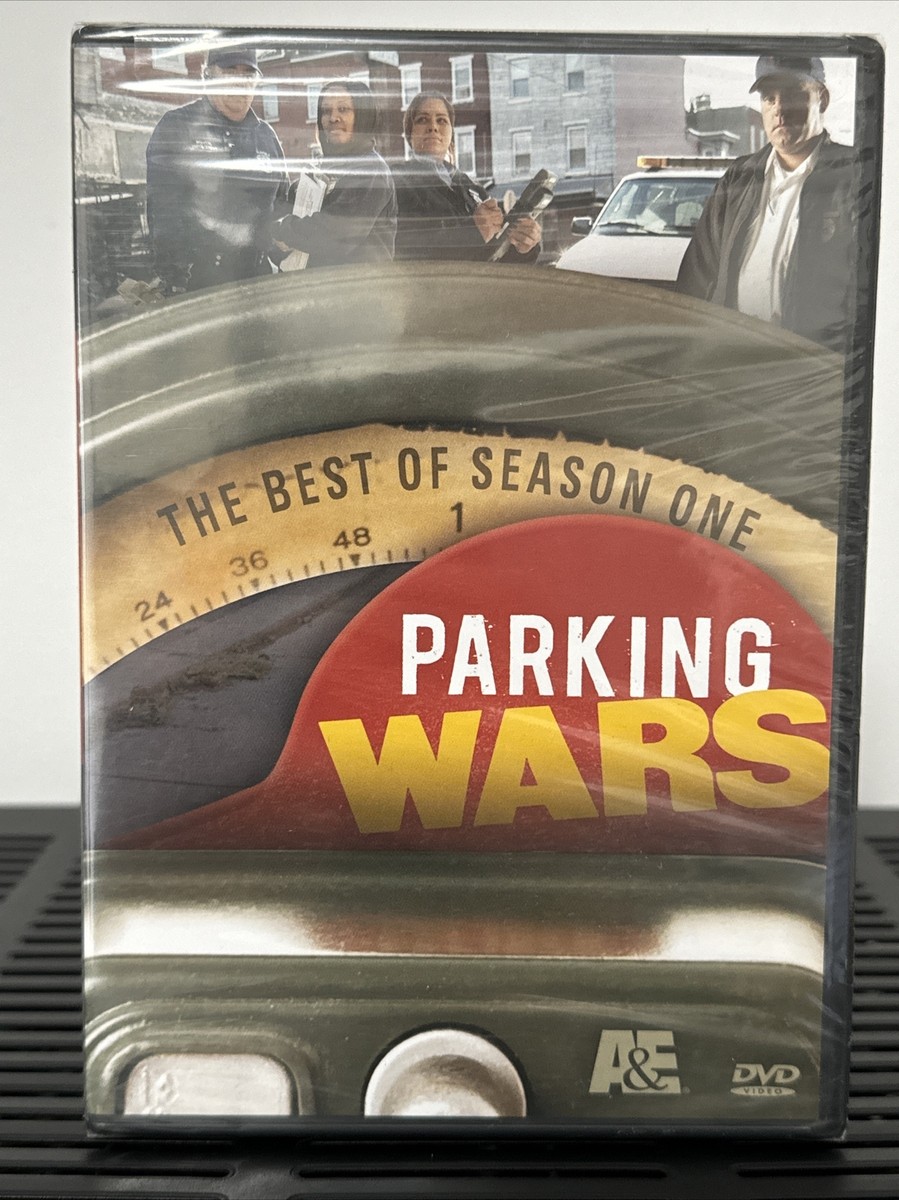 THE BEST OF SEASON ONE
24 36 48 1
PARKING
WARS
A&E
DVD
VIDEO